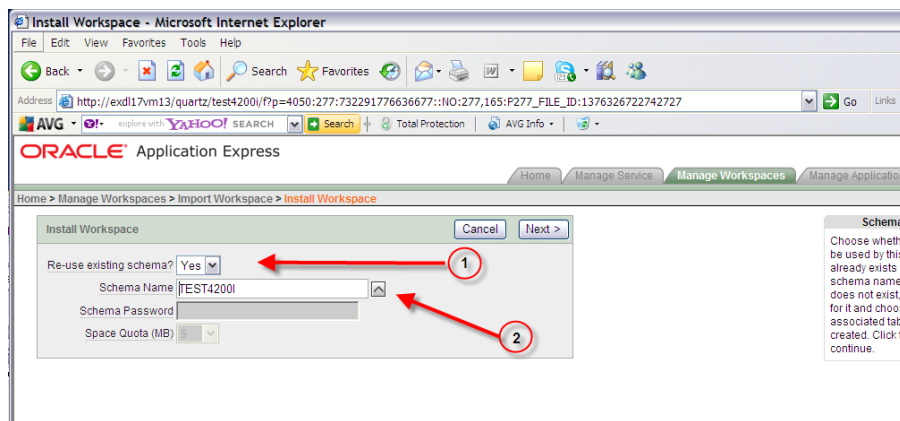 Install Workspace - Microsoft Internet Explorer
File Edit View Favorites Tools Help
Back Search Favorites
Address http://exdl17vm13/quartz/test4200i/f?p=4050:277:732291776636677::NO:277,165:P277_FILE_ID:1376326722742727 Go Links
AVG explore with YAHOO! SEARCH Search Total Protection AVG Info
ORACLE Application Express
Home Manage Service Manage Workspaces Manage Applicatio
Home > Manage Workspaces > Import Workspace > Install Workspace
Install Workspace Cancel Next >
Re-use existing schema? Yes
1
Schema Name TEST4200I
Schema Password
Space Quota (MB) 5
2
Schema
Choose wheth
be used by this
already exists
schema name
does not exist,
for it and choo
associated tab
created. Click
continue.